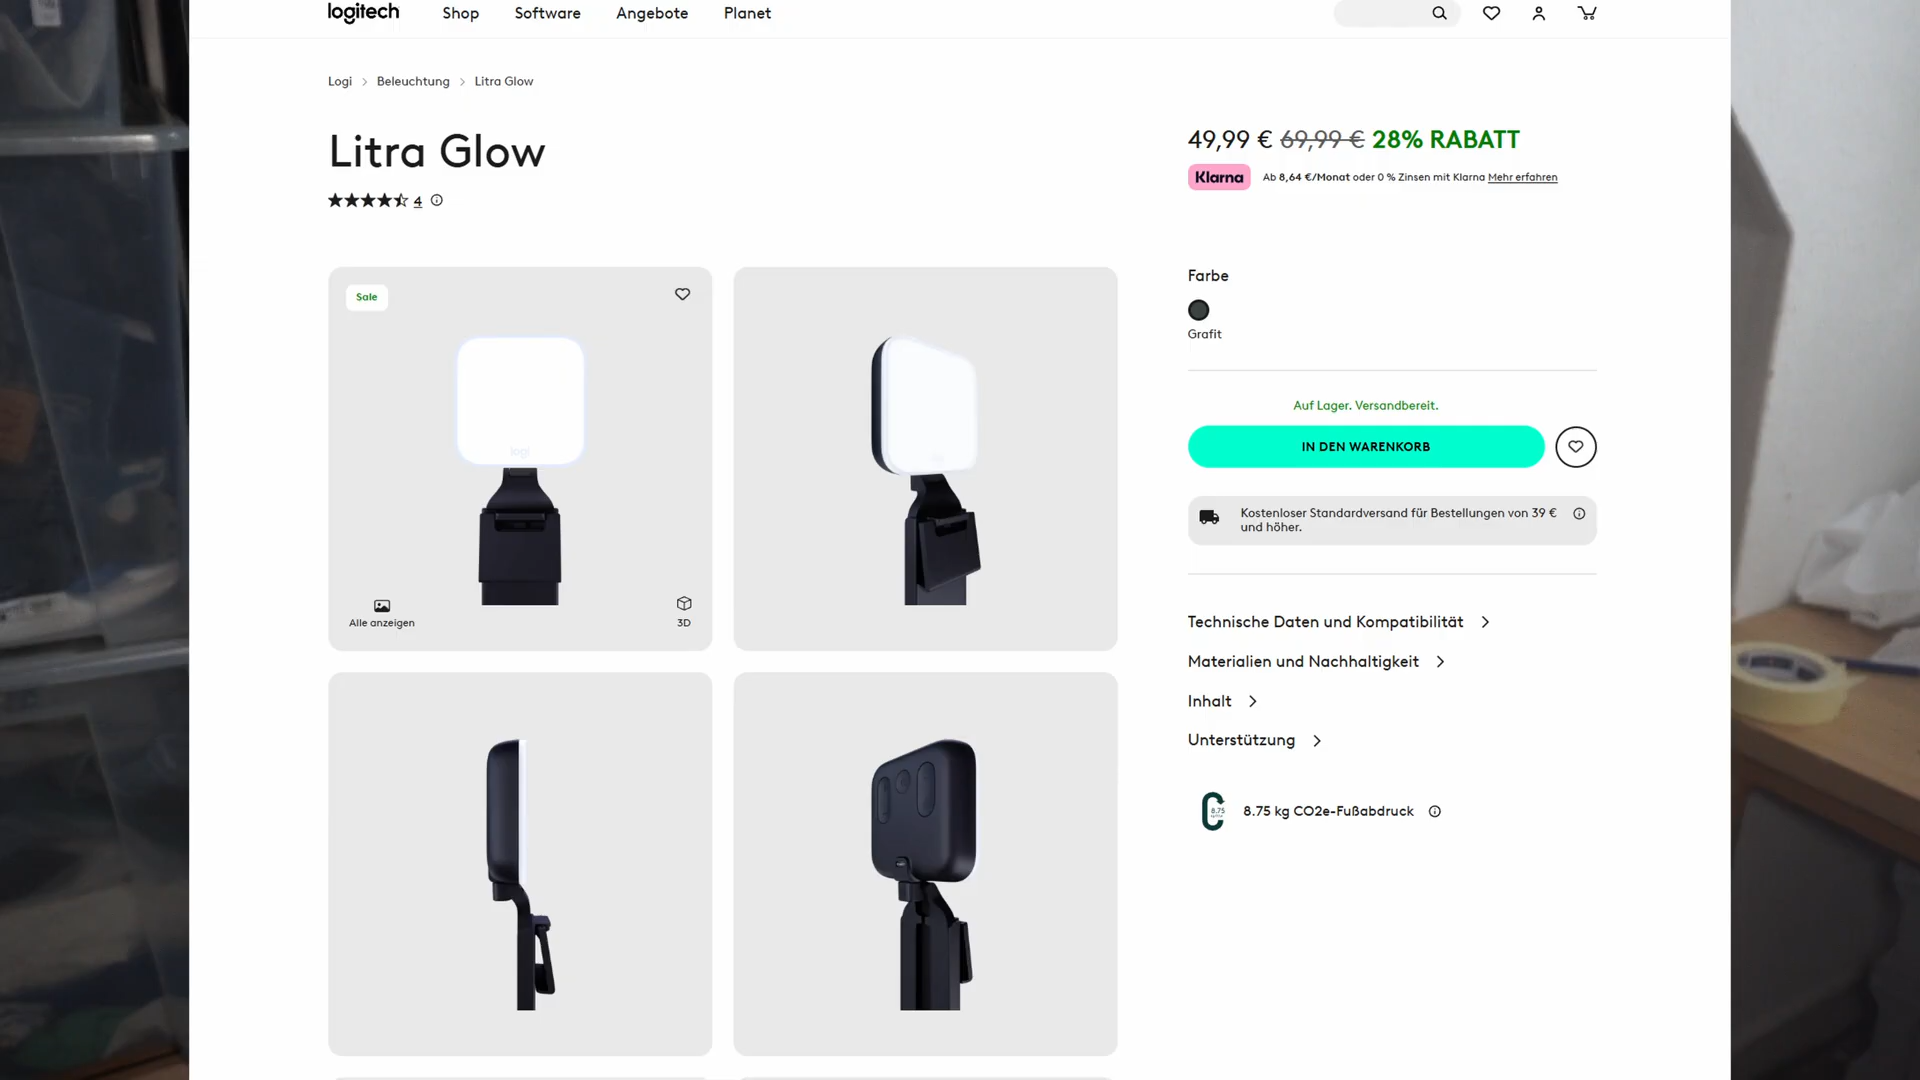 logitech
Shop
Software
Angebote
Planet
Logi > Beleuchtung > Litra Glow
Litra Glow
4
49,99 € 69,99 € 28% RABATT
Klarna
Ab 8,64 €/Monat oder 0 % Zinsen mit Klarna Mehr erfahren
Sale
logi
Alle anzeigen
3D
Farbe
Grafit
Auf Lager. Versandbereit.
IN DEN WARENKORB
Kostenloser Standardversand für Bestellungen von 39 €
und höher.
Technische Daten und Kompatibilität
Materialien und Nachhaltigkeit
Inhalt
Unterstützung
8.75
8.75 kg CO2e-Fußabdruck